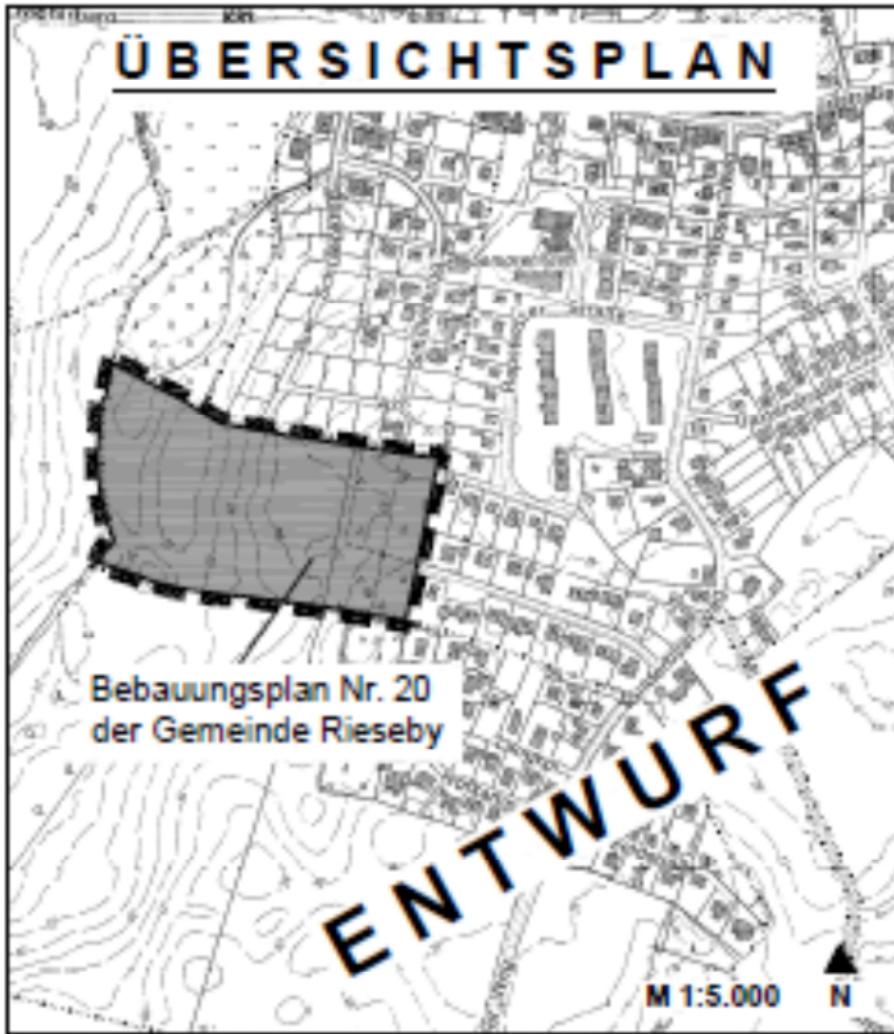 ÜBERSICHTSPLAN
Bebauungsplan Nr. 20
der Gemeinde Rieseby
ENTWURF
M 1:5.000
N